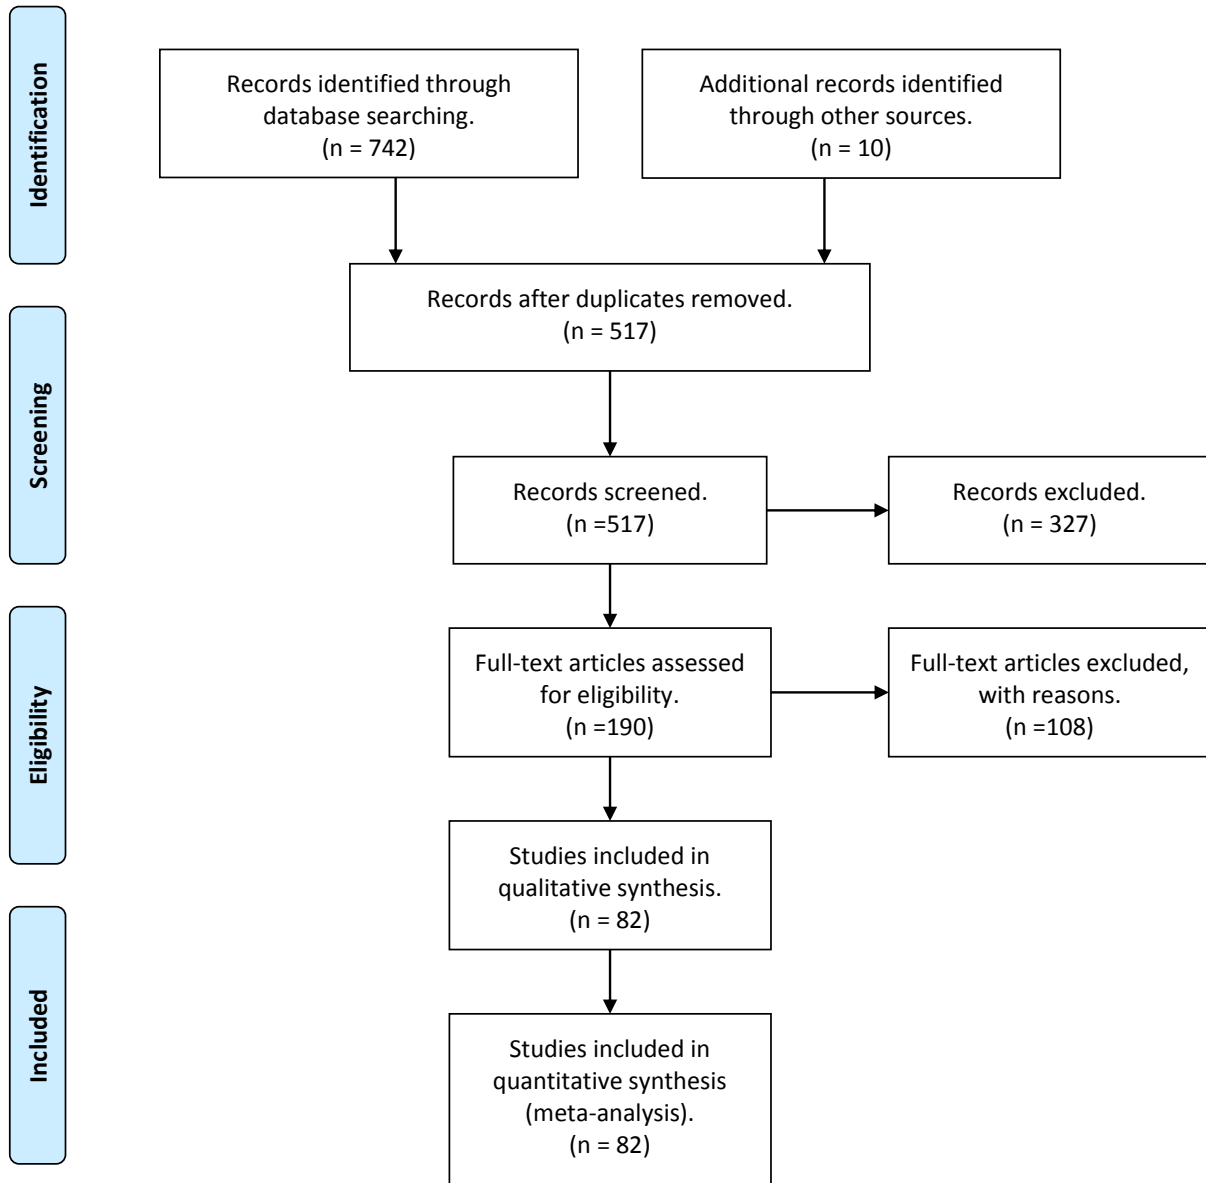 Identification
Records identified through
database searching.
(n = 742)
Additional records identified
through other sources.
(n = 10)
Records after duplicates removed.
(n = 517)
Screening
Records screened.
(n =517)
Records excluded.
(n = 327)
Eligibility
Full-text articles assessed
for eligibility.
(n =190)
Full-text articles excluded,
with reasons.
(n =108)
Studies included in
qualitative synthesis.
(n = 82)
Included
Studies included in
quantitative synthesis
(meta-analysis).
(n = 82)